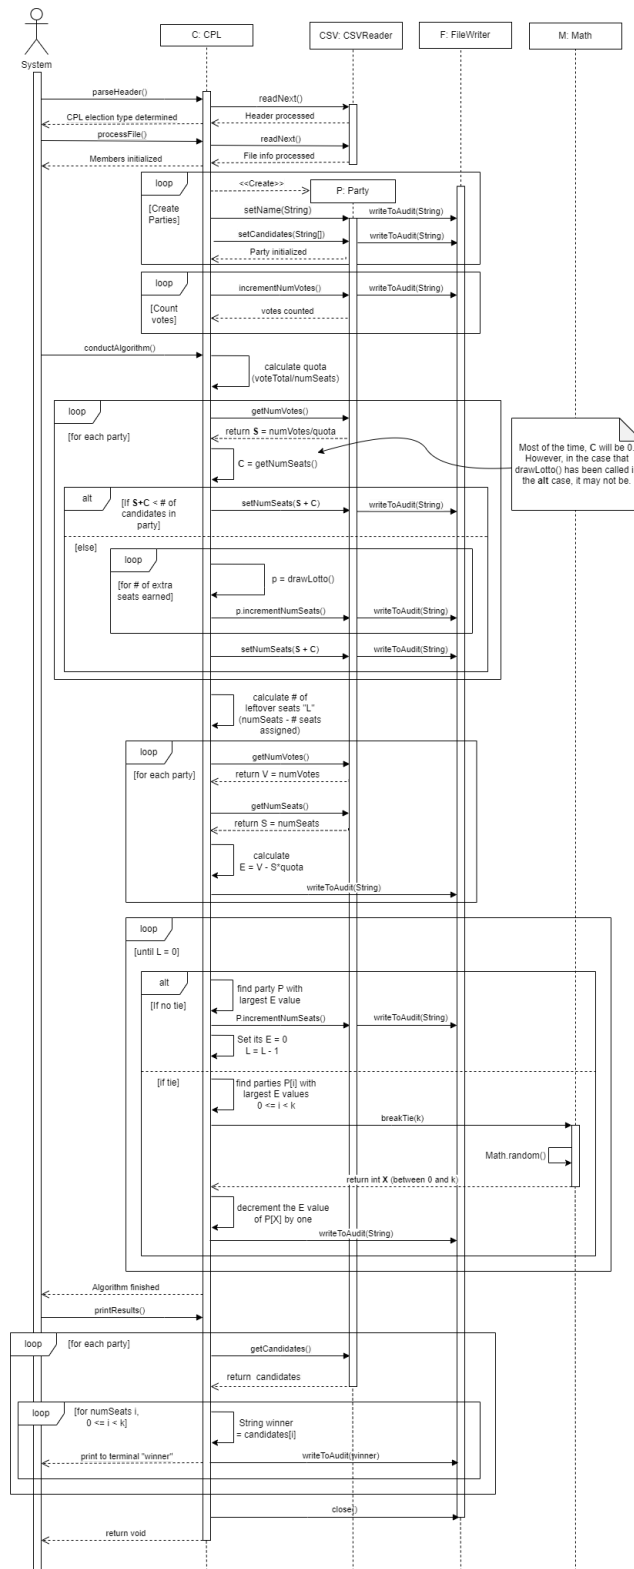 C: CPL
CSV: CSVReader
F: FileWriter
M: Math
System
parseHeader()
readNext()
Header processed
CPL election type determined
processFile()
readNext()
File info processed
Members initialized
loop
[Create
Parties]
<<Create>>
P: Party
setName(String)
writeToAudit(String)
setCandidates(String[])
writeToAudit(String)
Party initialized
loop
[Count
votes]
incrementNumVotes()
writeToAudit(String)
votes counted
conductAlgorithm()
calculate quota
(voteTotal/numSeats)
loop
[for each party]
getNumVotes()
return S = numVotes/quota
C = getNumSeats()
Most of the time, C will be 0.
However, in the case that
drawLotto() has been called i
the alt case, it may not be.
alt
[If S+C < # of
candidates in
party]
setNumSeats(S + C)
writeToAudit(String)
[else]
loop
[for # of extra
seats earned]
p = drawLotto()
p.incrementNumSeats()
writeToAudit(String)
setNumSeats(S + C)
writeToAudit(String)
calculate # of
leftover seats "L"
(numSeats - # seats
assigned)
loop
[for each party]
getNumVotes()
return V = numVotes
getNumSeats()
return S = numSeats
calculate
E = V - S*quota
writeToAudit(String)
loop
[until L = 0]
alt
[If no tie]
find party P with
largest E value
P.incrementNumSeats()
writeToAudit(String)
Set its E = 0
L = L - 1
[if tie]
find parties P[i] with
largest E values
0 <= i < k
breakTie(k)
Math.random()
return int X (between 0 and k)
decrement the E value
of P[X] by one
writeToAudit(String)
Algorithm finished
printResults()
loop
[for each party]
getCandidates()
return candidates
loop
[for numSeats i,
0 <= i < k]
String winner
= candidates[i]
print to terminal "winner"
writeToAudit(winner)
close()
return void